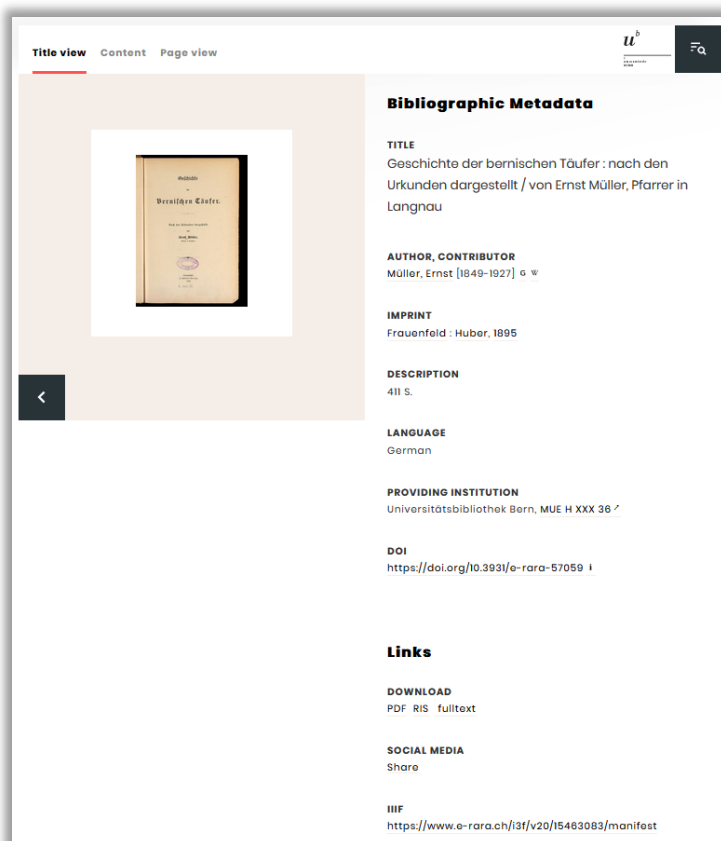 Title view Content Page view
u^b
Bibliographic Metadata
TITLE
Geschichte der bernischen Täufer : nach den
Urkunden dargestellt / von Ernst Müller, Pfarrer in
Langnau
AUTHOR, CONTRIBUTOR
Müller, Ernst [1849-1927] G W
IMPRINT
Frauenfeld : Huber, 1895
DESCRIPTION
411 S.
LANGUAGE
German
PROVIDING INSTITUTION
Universitätsbibliothek Bern, MUE H XXX 36
DOI
https://doi.org/10.3931/e-rara-57059 i
Links
DOWNLOAD
PDF RIS fulltext
SOCIAL MEDIA
Share
IIIF
https://www.e-rara.ch/i3f/v20/15463083/manifest
Geschichte
Bernischen Täufer.